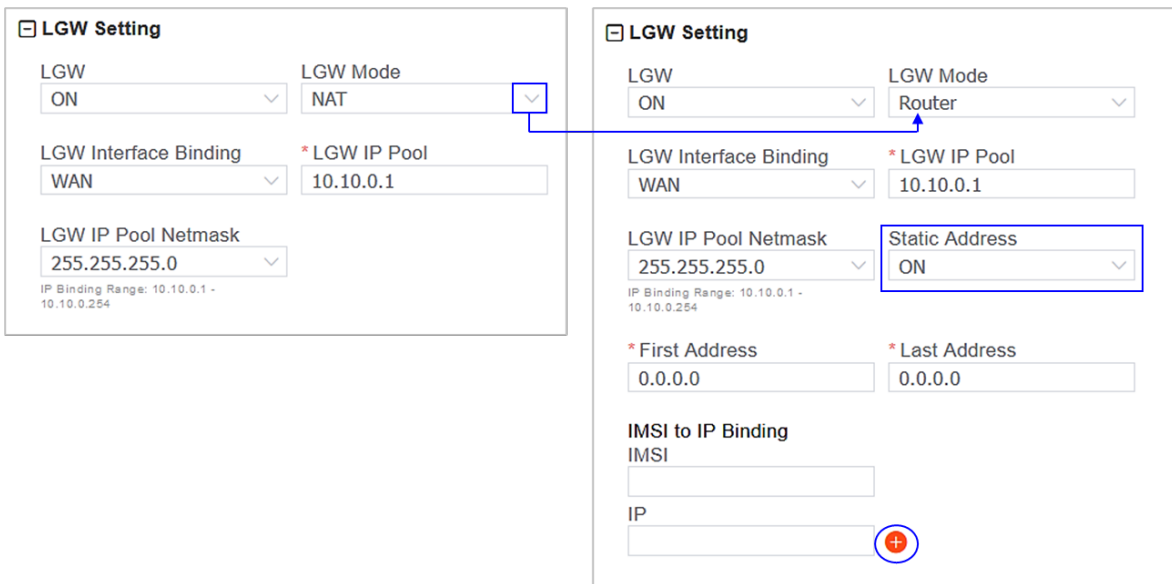 LGW Setting
LGW
LGW Mode
ON
NAT
LGW Interface Binding
* LGW IP Pool
WAN
10.10.0.1
LGW IP Pool Netmask
255.255.255.0
IP Binding Range: 10.10.0.1 -
10.10.0.254
LGW Setting
LGW
LGW Mode
ON
Router
LGW Interface Binding
* LGW IP Pool
WAN
10.10.0.1
LGW IP Pool Netmask
Static Address
255.255.255.0
ON
IP Binding Range: 10.10.0.1 -
10.10.0.254
* First Address
* Last Address
0.0.0.0
0.0.0.0
IMSI to IP Binding
IMSI
IP